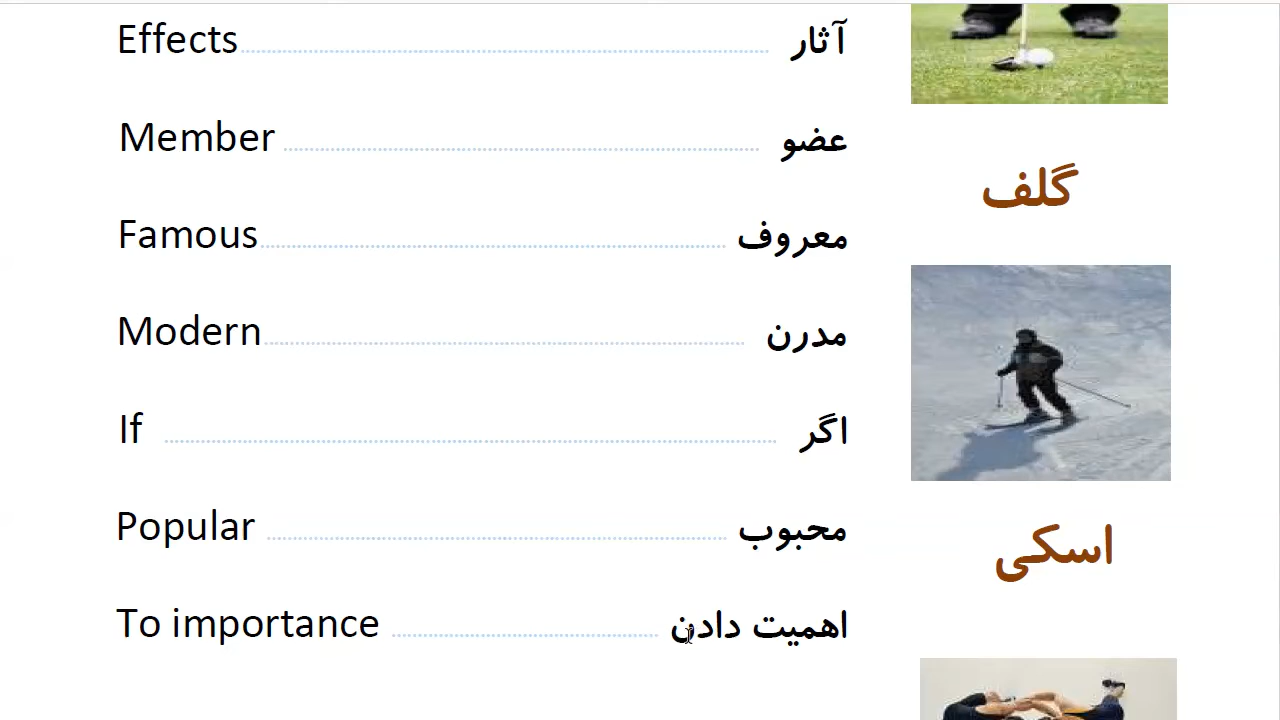 Effects آثار
Member عضو
گلف
Famous معروف
Modern مدرن
If اگر
Popular محبوب
اسکی
To importance اهمیت دادن